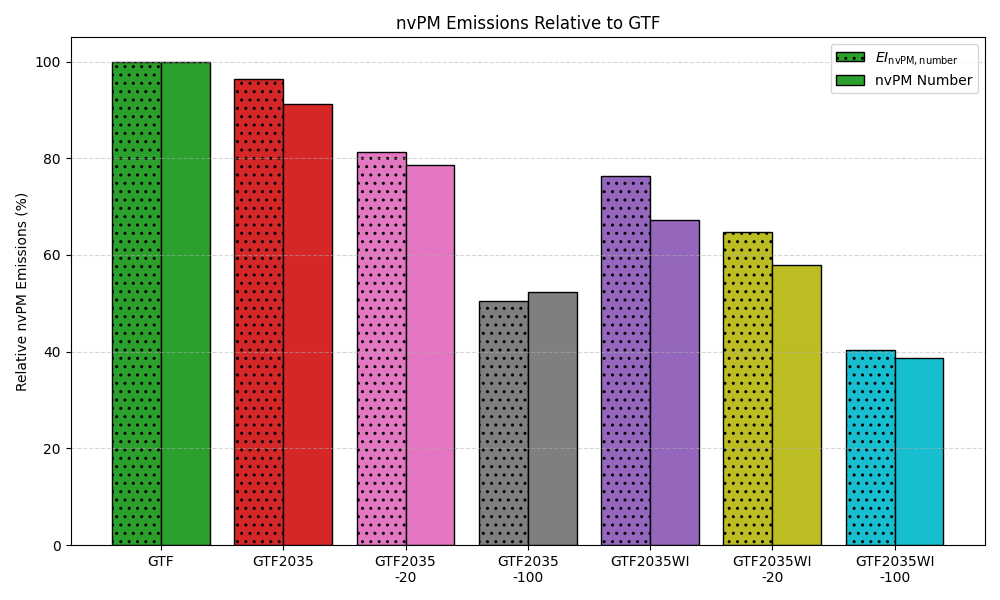 nvPM Emissions Relative to GTF
EI_nvPM, number
nvPM Number
Relative nvPM Emissions (%)
100
80
60
40
20
0
GTF
GTF2035
GTF2035
-20
GTF2035
-100
GTF2035WI
GTF2035WI
-20
GTF2035WI
-100